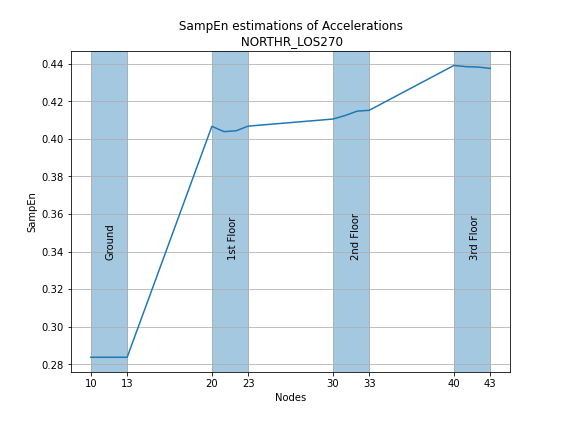 SampEn estimations of Accelerations
NORTHR_LOS270
0.44
0.42
0.40
0.38
0.36
0.34
0.32
0.30
0.28
SampEn
Ground
1st Floor
2nd Floor
3rd Floor
10 13 20 23 30 33 40 43
Nodes